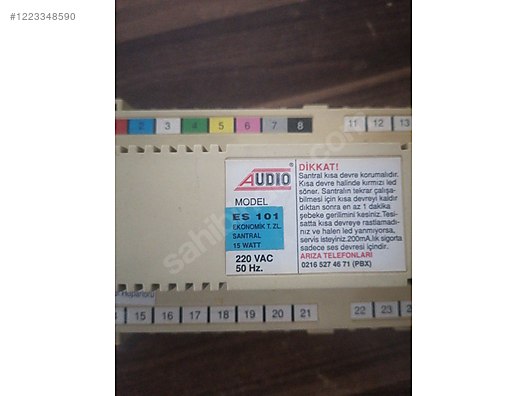 #1223348590
2 3 4 5 6 7 8 11 12 13
AUDIO ®
MODEL
ES 101
EKONOMİK T. ZL.
SANTRAL
15 WATT
220 VAC
50 Hz.
DİKKAT!
Santral kısa devre korumalıdır.
Kısa devre halinde kırmızı led
söner. Santralın tekrar çalışa-
bilmesi için kısa devreyi kaldır
dıktan sonra en az 1 dakika
şebeke gerilimini kesiniz.Tesi-
satta kısa devreye rastlamadı-
nız ve halen led yanmıyorsa,
servis isteyiniz.200mA.lik sigorta
sadece ses devresi içindir.
ARIZA TELEFONLARI
0216 527 46 71 (PBX)
15 16 17 18 19 20 21 22 23